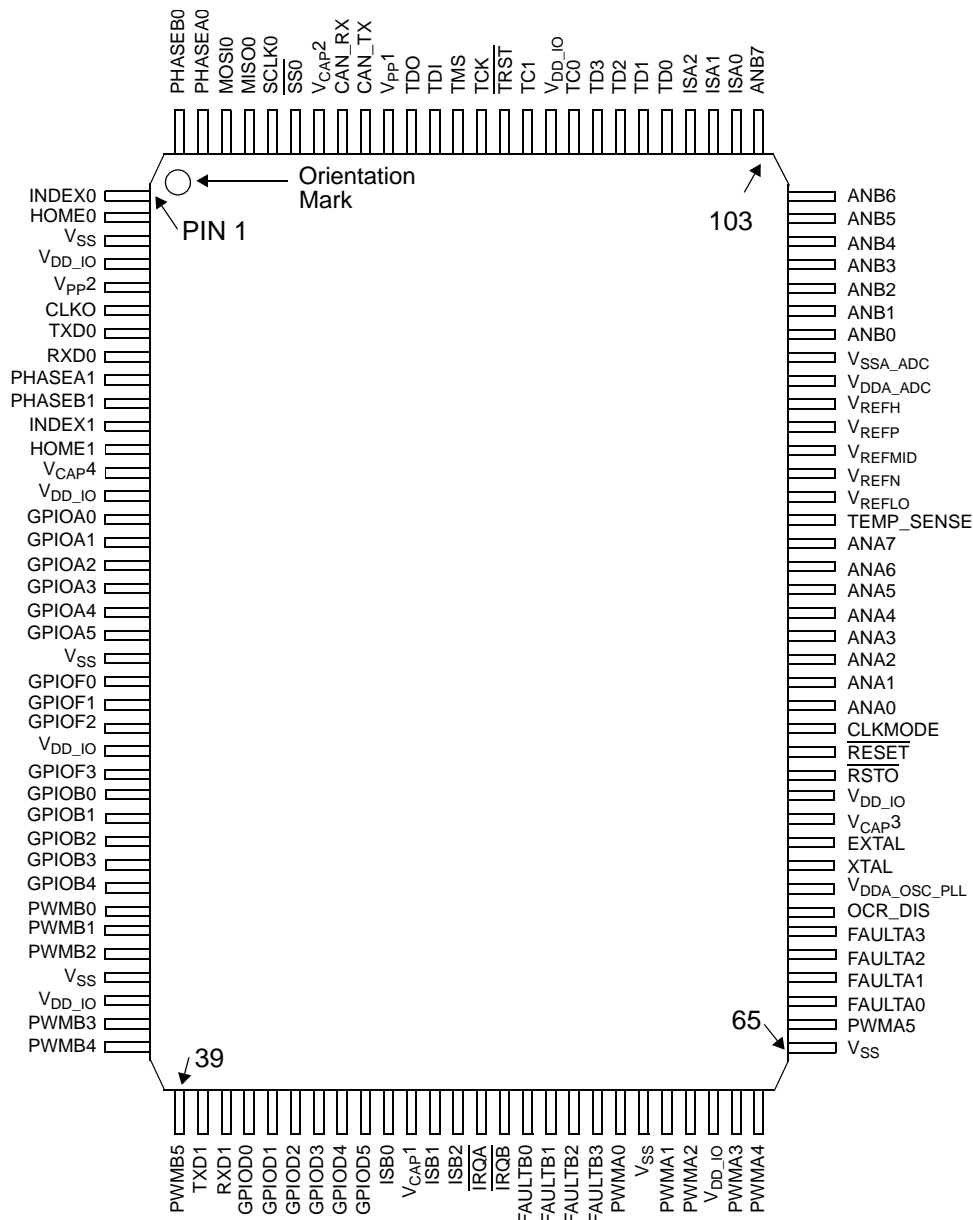 PHASEB0
PHASEA0
MOSI0
MISO0
SCLK0
SS0
VCAP2
CAN_RX
CAN_TX
VPP1
TDO
TDI
TMS
TCK
TRST
TC1
VDD_IO
TC0
TD3
TD2
TD1
TD0
ISA2
ISA1
ISA0
ANB7
Orientation
Mark
PIN 1
103
INDEX0
HOME0
VSS
VDD_IO
VPP2
CLKO
TXD0
RXD0
PHASEA1
PHASEB1
INDEX1
HOME1
VCAP4
VDD_IO
GPIOA0
GPIOA1
GPIOA2
GPIOA3
GPIOA4
GPIOA5
VSS
GPIOF0
GPIOF1
GPIOF2
VDD_IO
GPIOF3
GPIOB0
GPIOB1
GPIOB2
GPIOB3
GPIOB4
PWMB0
PWMB1
PWMB2
VSS
VDD_IO
PWMB3
PWMB4
ANB6
ANB5
ANB4
ANB3
ANB2
ANB1
ANB0
VSSA_ADC
VDDA_ADC
VREFH
VREFP
VREFMID
VREFN
VREFLO
TEMP_SENSE
ANA7
ANA6
ANA5
ANA4
ANA3
ANA2
ANA1
ANA0
CLKMODE
RESET
RSTO
VDD_IO
VCAP3
EXTAL
XTAL
VDDA_OSC_PLL
OCR_DIS
FAULTA3
FAULTA2
FAULTA1
FAULTA0
PWMA5
VSS
65
39
PWMB5
TXD1
RXD1
GPIOD0
GPIOD1
GPIOD2
GPIOD3
GPIOD4
GPIOD5
ISB0
VCAP1
ISB1
ISB2
IRQA
IRQB
FAULTB0
FAULTB1
FAULTB2
FAULTB3
PWMA0
VSS
PWMA1
PWMA2
VDD_IO
PWMA3
PWMA4